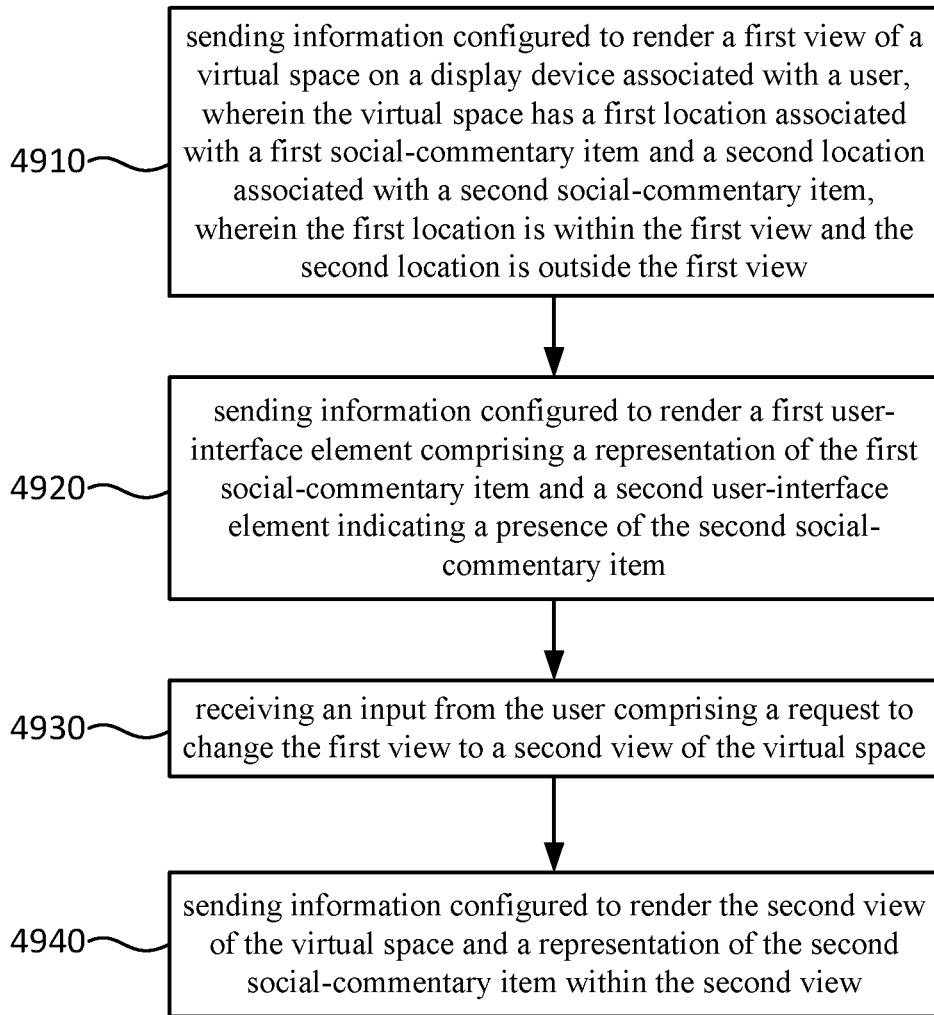 sending information configured to render a first view of a
virtual space on a display device associated with a user,
wherein the virtual space has a first location associated
4910
with a first social-commentary item and a second location
associated with a second social-commentary item,
wherein the first location is within the first view and the
second location is outside the first view
sending information configured to render a first user-
interface element comprising a representation of the first
4920
social-commentary item and a second user-interface
element indicating a presence of the second social-
commentary item
4930
receiving an input from the user comprising a request to
change the first view to a second view of the virtual space
sending information configured to render the second view
4940
of the virtual space and a representation of the second
social-commentary item within the second view